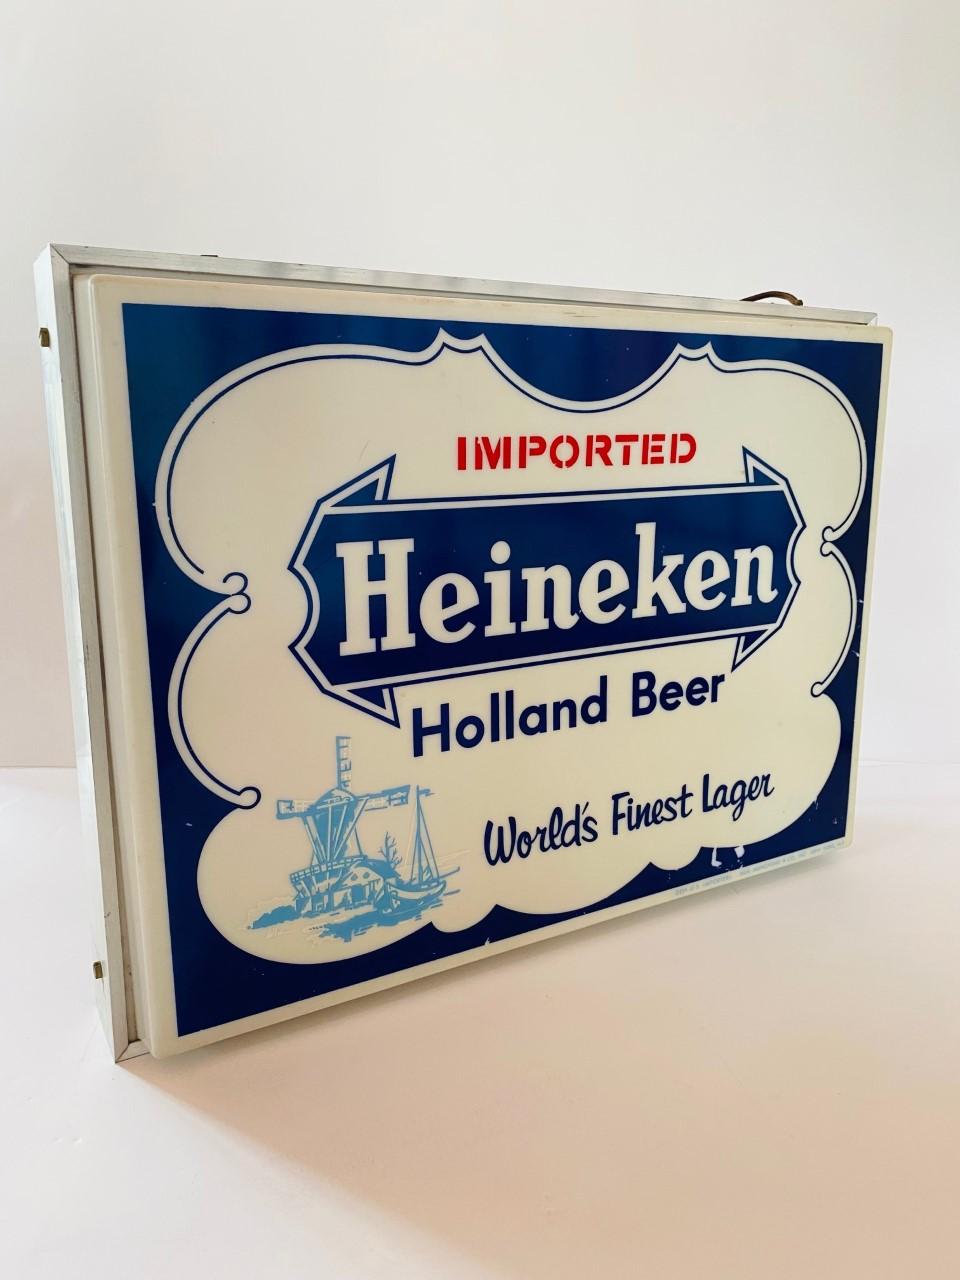 IMPORTED
Heineken
Holland Beer
World's Finest Lager